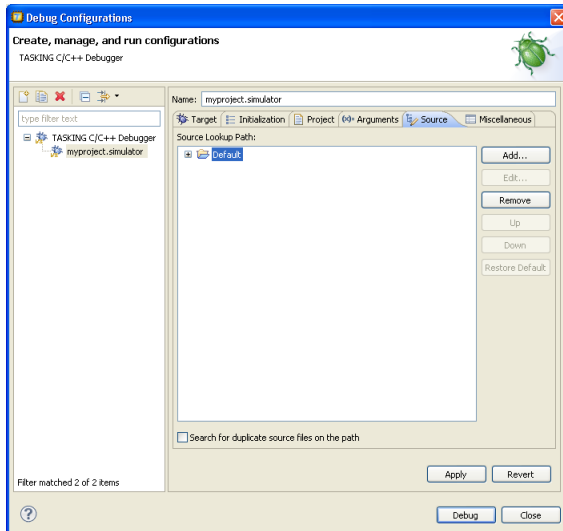 Debug Configurations
Create, manage, and run configurations
TASKING C/C++ Debugger
type filter text
TASKING C/C++ Debugger
myproject.simulator
Filter matched 2 of 2 items
Name: myproject.simulator
Target Initialization Project (x)= Arguments Source Miscellaneous
Source Lookup Path:
Default
Add...
Edit...
Remove
Up
Down
Restore Default
Search for duplicate source files on the path
Apply Revert
Debug Close